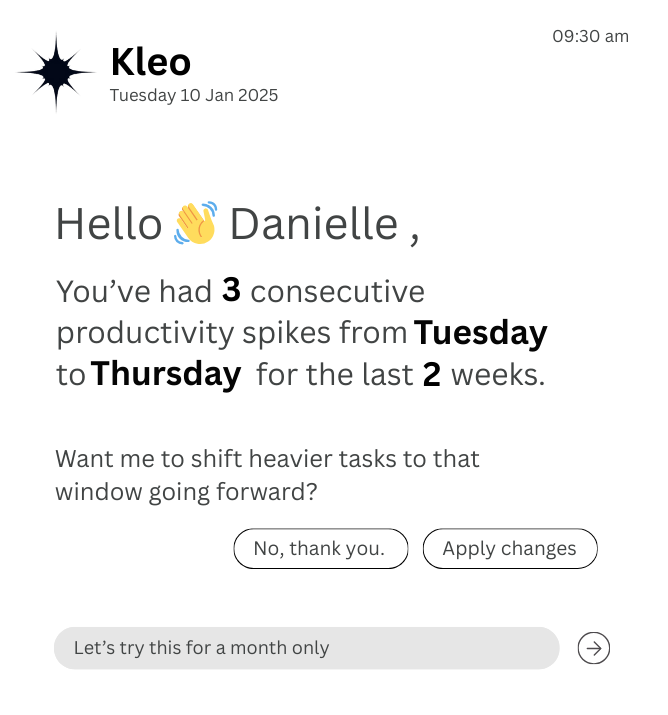 09:30 am
Kleo
Tuesday 10 Jan 2025
Hello 👋 Danielle ,
You’ve had 3 consecutive
productivity spikes from Tuesday
to Thursday for the last 2 weeks.
Want me to shift heavier tasks to that
window going forward?
No, thank you.
Apply changes
Let’s try this for a month only